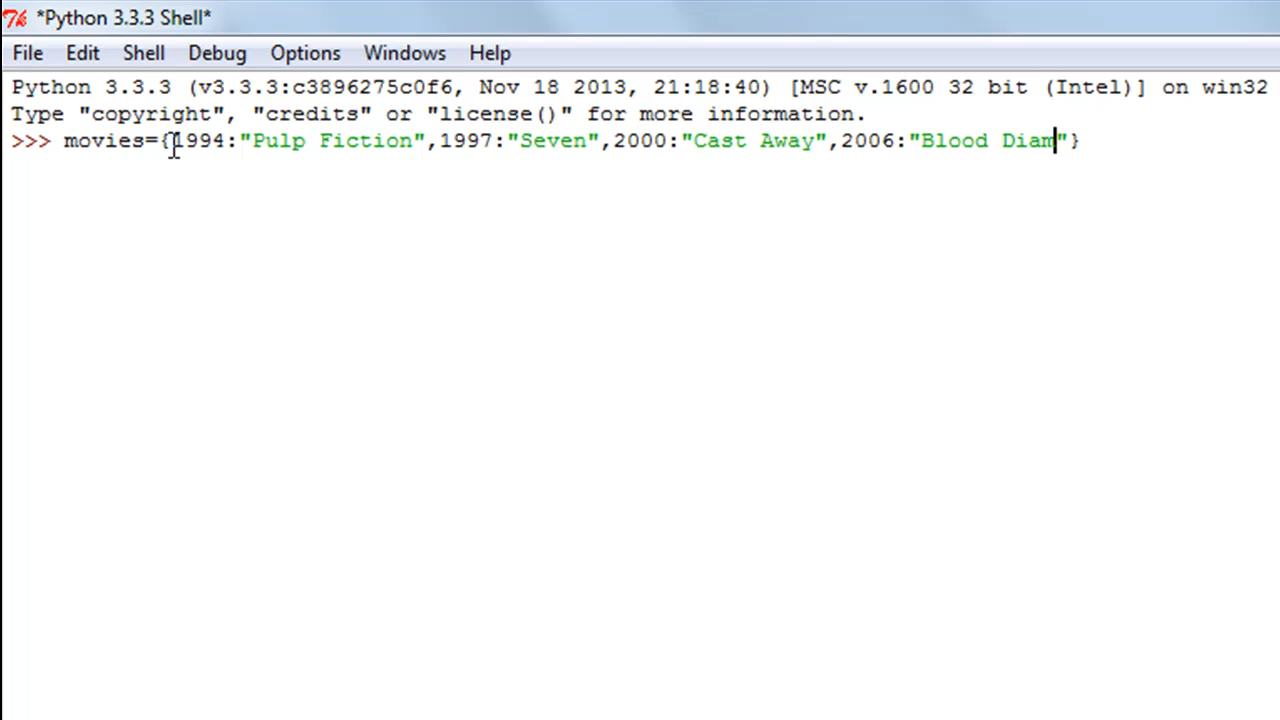 *Python 3.3.3 Shell*
File Edit Shell Debug Options Windows Help
Python 3.3.3 (v3.3.3:c3896275c0f6, Nov 18 2013, 21:18:40) [MSC v.1600 32 bit (Intel)] on win32
Type "copyright", "credits" or "license()" for more information.
>>> movies={1994:"Pulp Fiction",1997:"Seven",2000:"Cast Away",2006:"Blood Diam"}